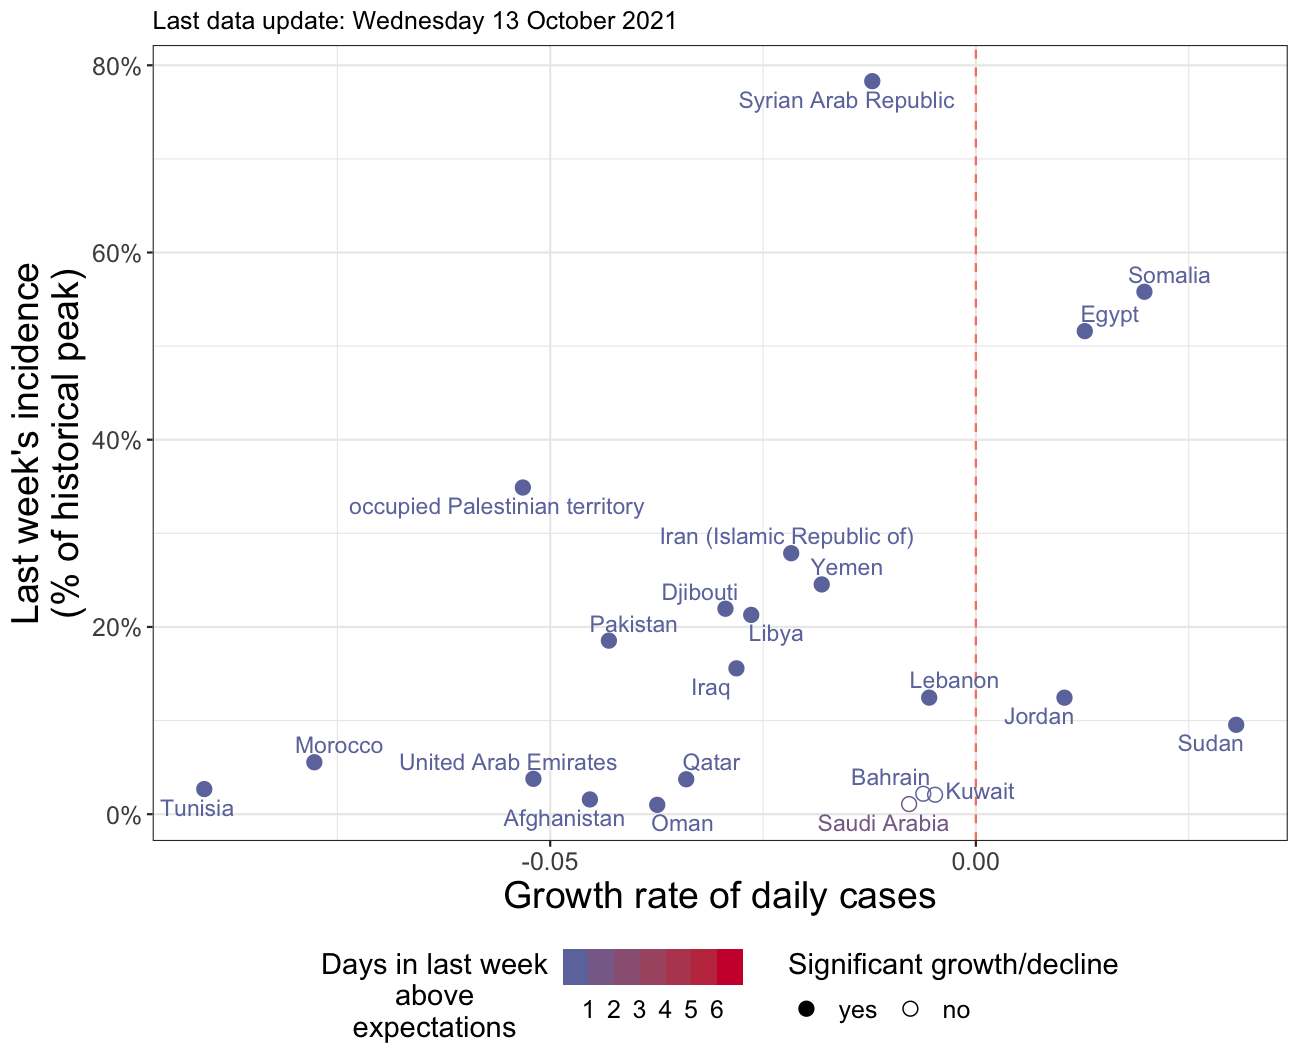 Last data update: Wednesday 13 October 2021
Last week's incidence
(% of historical peak)
80%
60%
40%
20%
0%
Syrian Arab Republic
Somalia
Egypt
occupied Palestinian territory
Iran (Islamic Republic of)
Yemen
Djibouti
Pakistan
Libya
Iraq
Lebanon
Jordan
Sudan
Morocco
United Arab Emirates
Qatar
Bahrain
Kuwait
Tunisia
Afghanistan
Oman
Saudi Arabia
-0.05 0.00
Growth rate of daily cases
Days in last week
above
expectations
1 2 3 4 5 6
Significant growth/decline
yes no